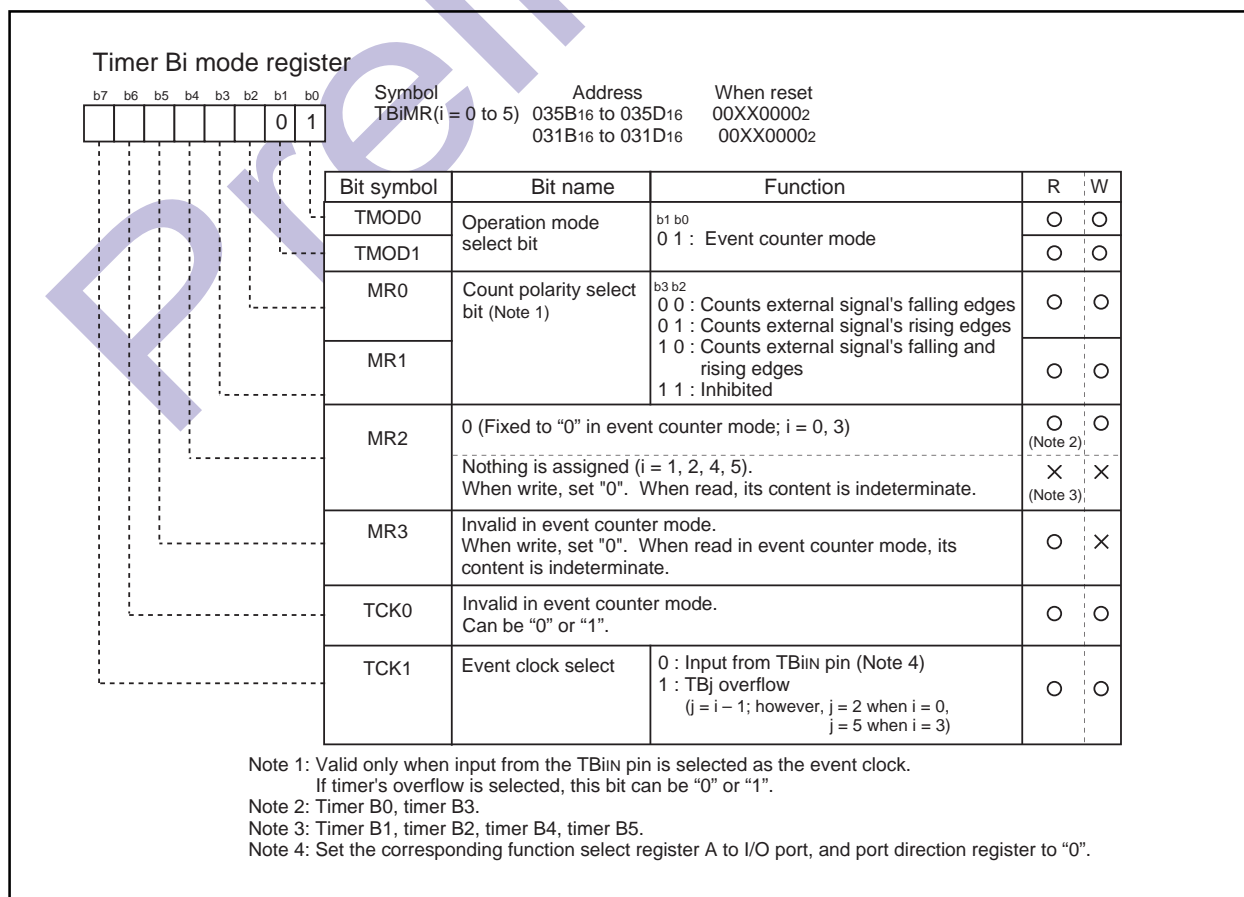 Preli
Timer Bi mode register
b7 b6 b5 b4 b3 b2 b1 b0
0 1
Symbol Address When reset
TBiMR(i = 0 to 5) 035B16 to 035D16 00XX00002
031B16 to 031D16 00XX00002
Bit symbol Bit name Function R W
TMOD0
TMOD1
Operation mode
select bit
b1 b0
0 1 : Event counter mode
MR0
MR1
Count polarity select
bit (Note 1)
b3 b2
0 0 : Counts external signal's falling edges
0 1 : Counts external signal's rising edges
1 0 : Counts external signal's falling and
rising edges
1 1 : Inhibited
MR2
0 (Fixed to “0” in event counter mode; i = 0, 3)
(Note 2)
Nothing is assigned (i = 1, 2, 4, 5).
When write, set "0". When read, its content is indeterminate.
(Note 3)
MR3
Invalid in event counter mode.
When write, set "0". When read in event counter mode, its
content is indeterminate.
TCK0
Invalid in event counter mode.
Can be “0” or “1”.
TCK1
Event clock select
0 : Input from TBiIN pin (Note 4)
1 : TBj overflow
(j = i – 1; however, j = 2 when i = 0,
j = 5 when i = 3)
Note 1: Valid only when input from the TBiIN pin is selected as the event clock.
If timer's overflow is selected, this bit can be “0” or “1”.
Note 2: Timer B0, timer B3.
Note 3: Timer B1, timer B2, timer B4, timer B5.
Note 4: Set the corresponding function select register A to I/O port, and port direction register to “0”.